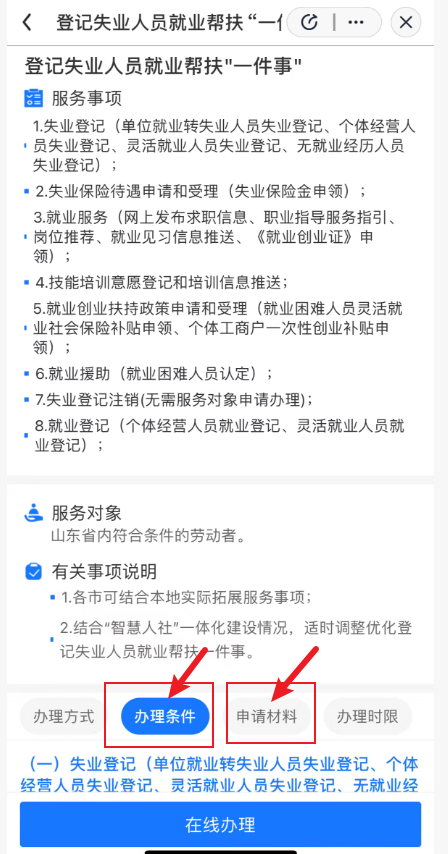 登记失业人员就业帮扶“一
登记失业人员就业帮扶"一件事"
服务事项
1.失业登记（单位就业转失业人员失业登记、个体经营人
员失业登记、灵活就业人员失业登记、无就业经历人员
失业登记）；
2.失业保险待遇申请和受理（失业保险金申领）；
3.就业服务（网上发布求职信息、职业指导服务指引、
岗位推荐、就业见习信息推送、《就业创业证》申
领）；
4.技能培训意愿登记和培训信息推送；
5.就业创业扶持政策申请和受理（就业困难人员灵活就
业社会保险补贴申领、个体工商户一次性创业补贴申
领）；
6.就业援助（就业困难人员认定）；
7.失业登记注销(无需服务对象申请办理)；
8.就业登记（个体经营人员就业登记、灵活就业人员就
业登记）；
服务对象
山东省内符合条件的劳动者。
有关事项说明
1.各市可结合本地实际拓展服务事项；
2.结合“智慧人社”一体化建设情况，适时调整优化登
记失业人员就业帮扶一件事。
办理方式 办理条件 申请材料 办理时限
（一）失业登记（单位就业转失业人员失业登记、个体
经营人员失业登记、灵活就业人员失业登记、无就业经
在线办理